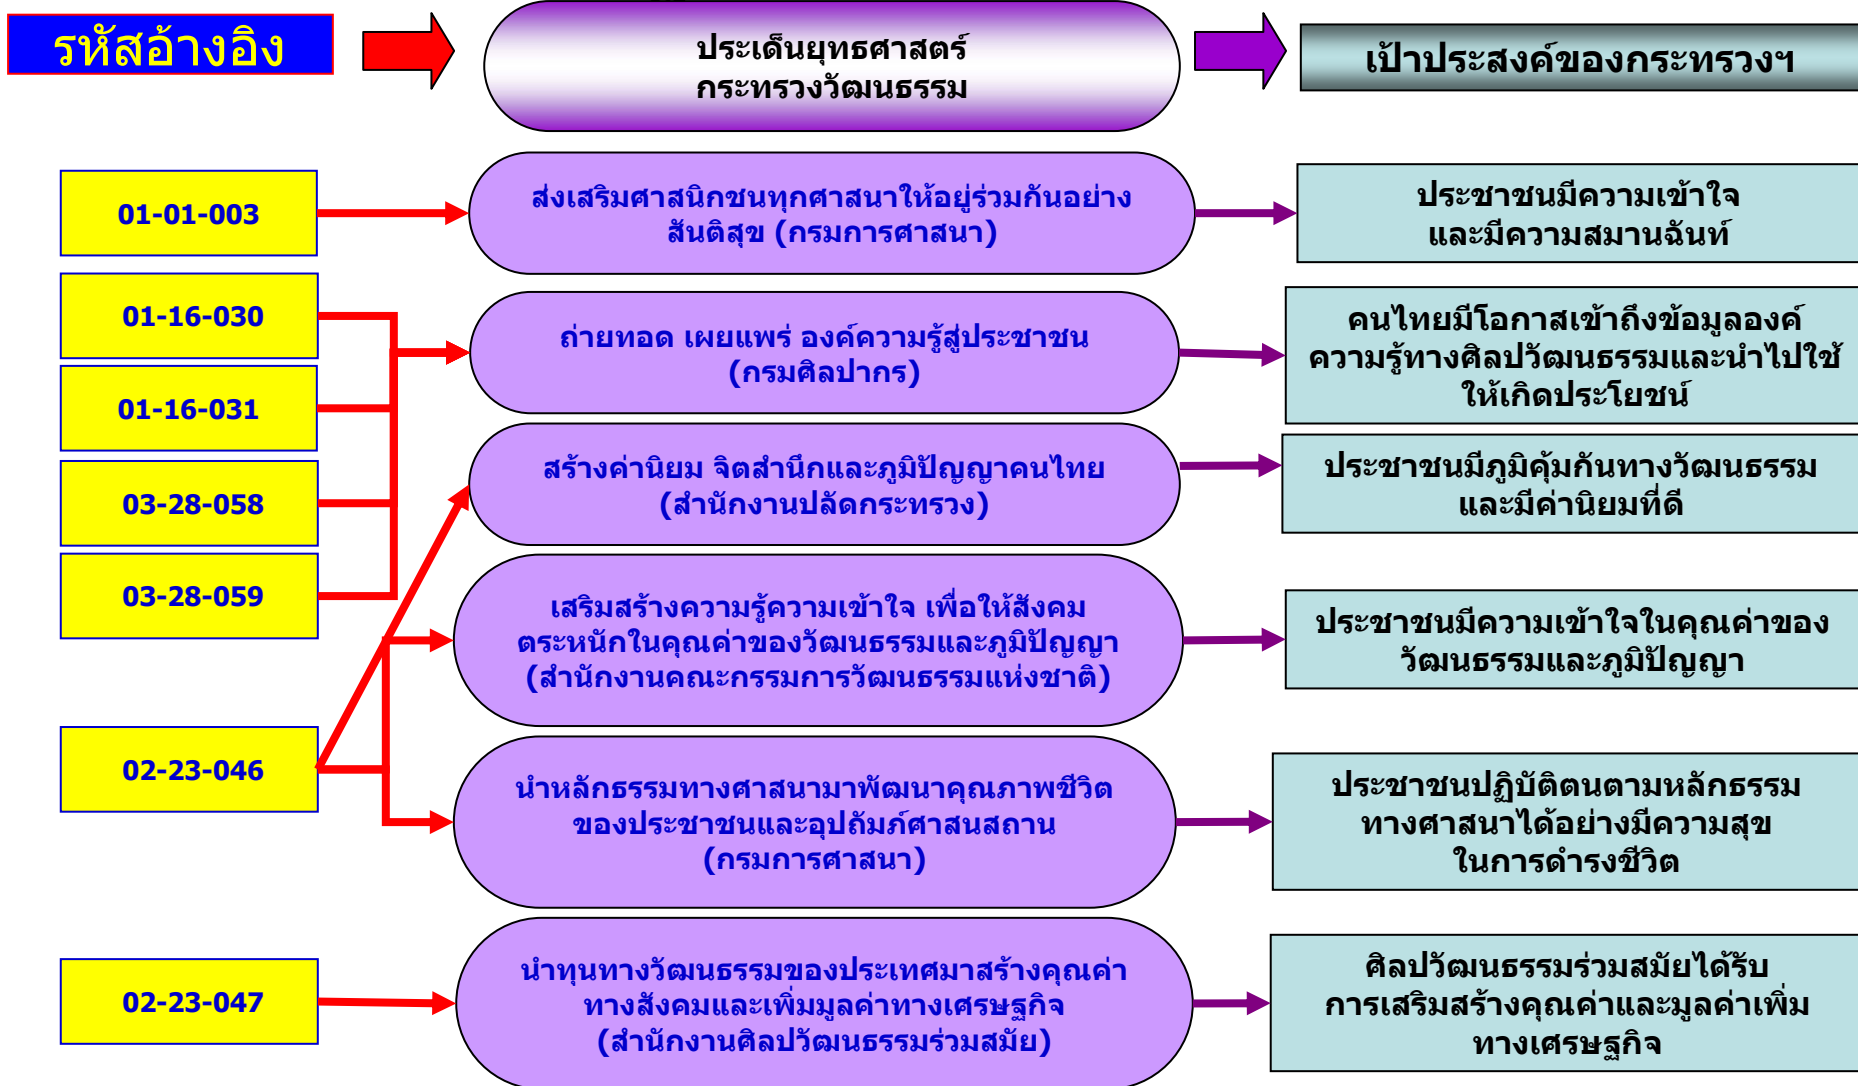 รหัสอ้างอิง
ประเด็นยุทธศาสตร์
กระทรวงวัฒนธรรม
เป้าประสงค์ของกระทรวงฯ
01-01-003
ส่งเสริมศาสนิกชนทุกศาสนาให้อยู่ร่วมกันอย่าง
สันติสุข (กรมการศาสนา)
ประชาชนมีความเข้าใจ
และมีความสมานฉันท์
01-16-030
01-16-031
03-28-058
03-28-059
ถ่ายทอด เผยแพร่ องค์ความรู้สู่ประชาชน
(กรมศิลปากร)
คนไทยมีโอกาสเข้าถึงข้อมูลองค์
ความรู้ทางศิลปวัฒนธรรมและนำไปใช้
ให้เกิดประโยชน์
สร้างค่านิยม จิตสำนึกและภูมิปัญญาคนไทย
(สำนักงานปลัดกระทรวง)
ประชาชนมีภูมิคุ้มกันทางวัฒนธรรม
และมีค่านิยมที่ดี
เสริมสร้างความรู้ความเข้าใจ เพื่อให้สังคม
ตระหนักในคุณค่าของวัฒนธรรมและภูมิปัญญา
(สำนักงานคณะกรรมการวัฒนธรรมแห่งชาติ)
ประชาชนมีความเข้าใจในคุณค่าของ
วัฒนธรรมและภูมิปัญญา
02-23-046
นำหลักธรรมทางศาสนามาพัฒนาคุณภาพชีวิต
ของประชาชนและอุปถัมภ์ศาสนสถาน
(กรมการศาสนา)
ประชาชนปฏิบัติตนตามหลักธรรม
ทางศาสนาได้อย่างมีความสุข
ในการดำรงชีวิต
02-23-047
นำทุนทางวัฒนธรรมของประเทศมาสร้างคุณค่า
ทางสังคมและเพิ่มมูลค่าทางเศรษฐกิจ
(สำนักงานศิลปวัฒนธรรมร่วมสมัย)
ศิลปวัฒนธรรมร่วมสมัยได้รับ
การเสริมสร้างคุณค่าและมูลค่าเพิ่ม
ทางเศรษฐกิจ